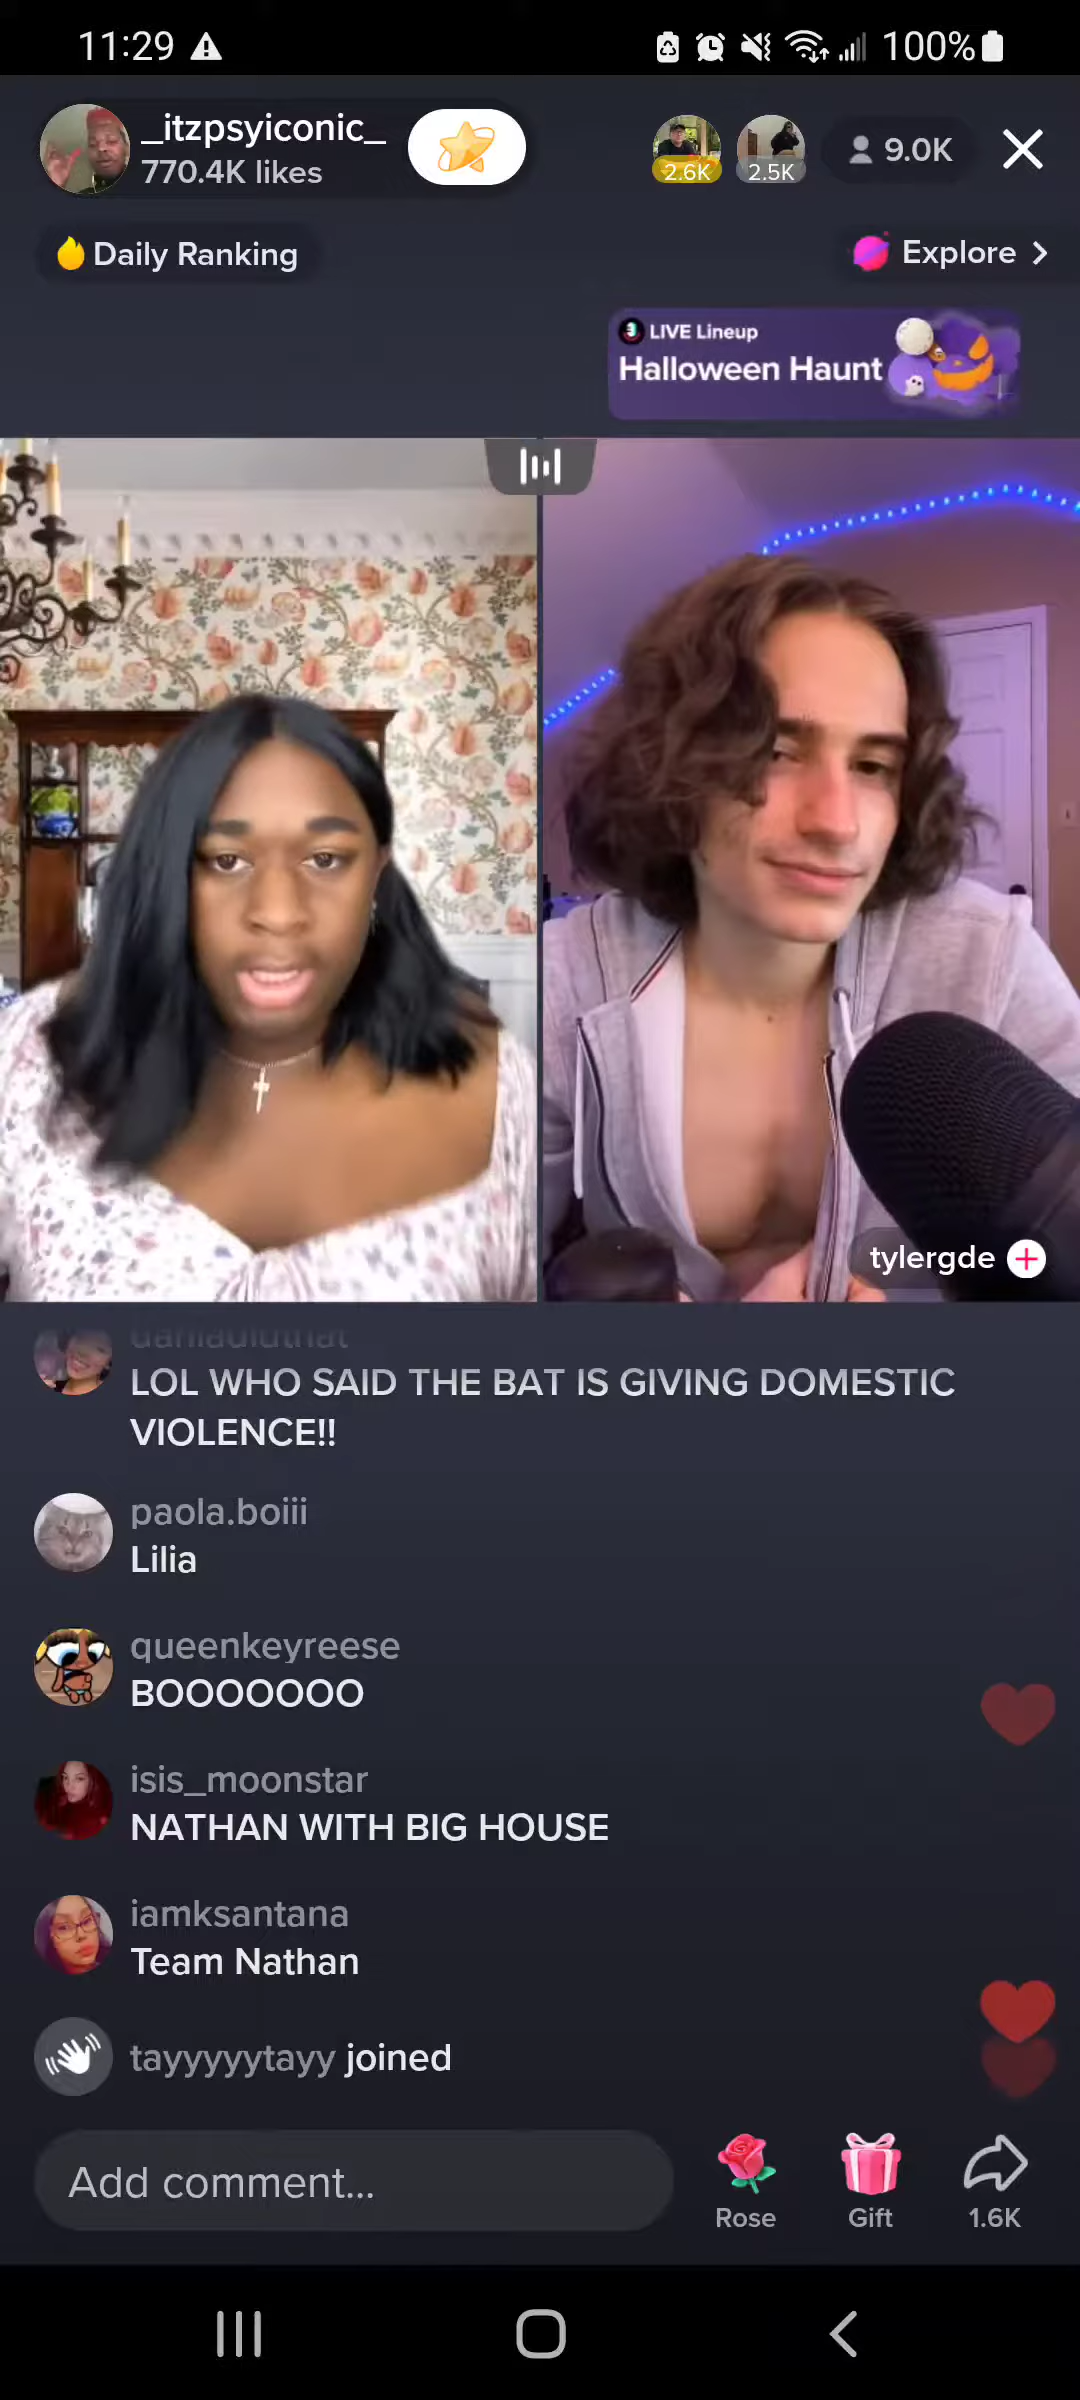 11:29
100%
_itzpsyiconic_
770.4K likes
2.6K
2.5K
9.0K
Daily Ranking
Explore
LIVE Lineup
Halloween Haunt
tylergde
LOL WHO SAID THE BAT IS GIVING DOMESTIC
VIOLENCE!!
paola.boiii
Lilia
queenkeyreese
BOOOOOOO
isis_moonstar
NATHAN WITH BIG HOUSE
iamksantana
Team Nathan
tayyyyytayy joined
Add comment...
Rose
Gift
1.6K